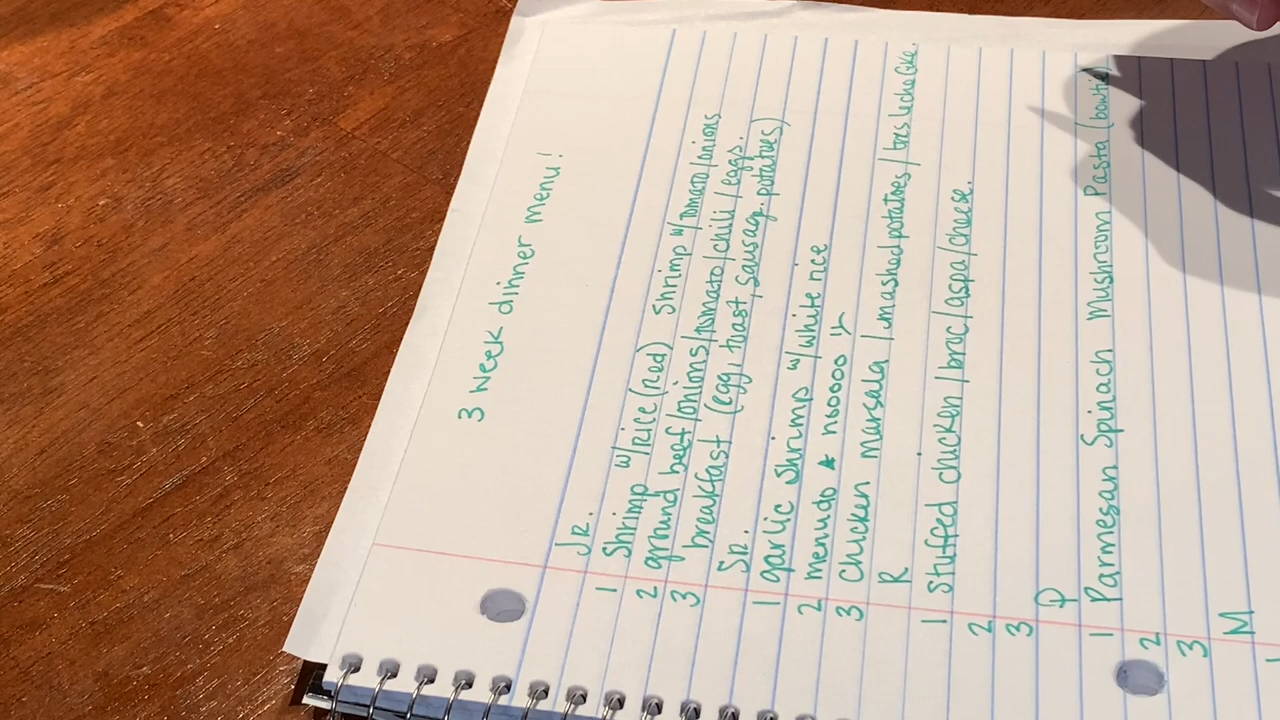 3 week dinner menu!
JR.
1 Shrimp w/rice (red) Shrimp w/tomato/onions
2 ground beef/onions/tomato/chili/eggs.
3 breakfast (egg, toast, sausag. potatoes)
SR.
1 garlic shrimp w/white rice
2 menudo * nooooo
3 Chicken marsala / mashed potatoes / tres leche cake.
R
1 Stuffed chicken/broc/aspa/cheese.
2
3
P
1 Parmesan Spinach Mushroom Pasta (bowtie)
2
3
M
1